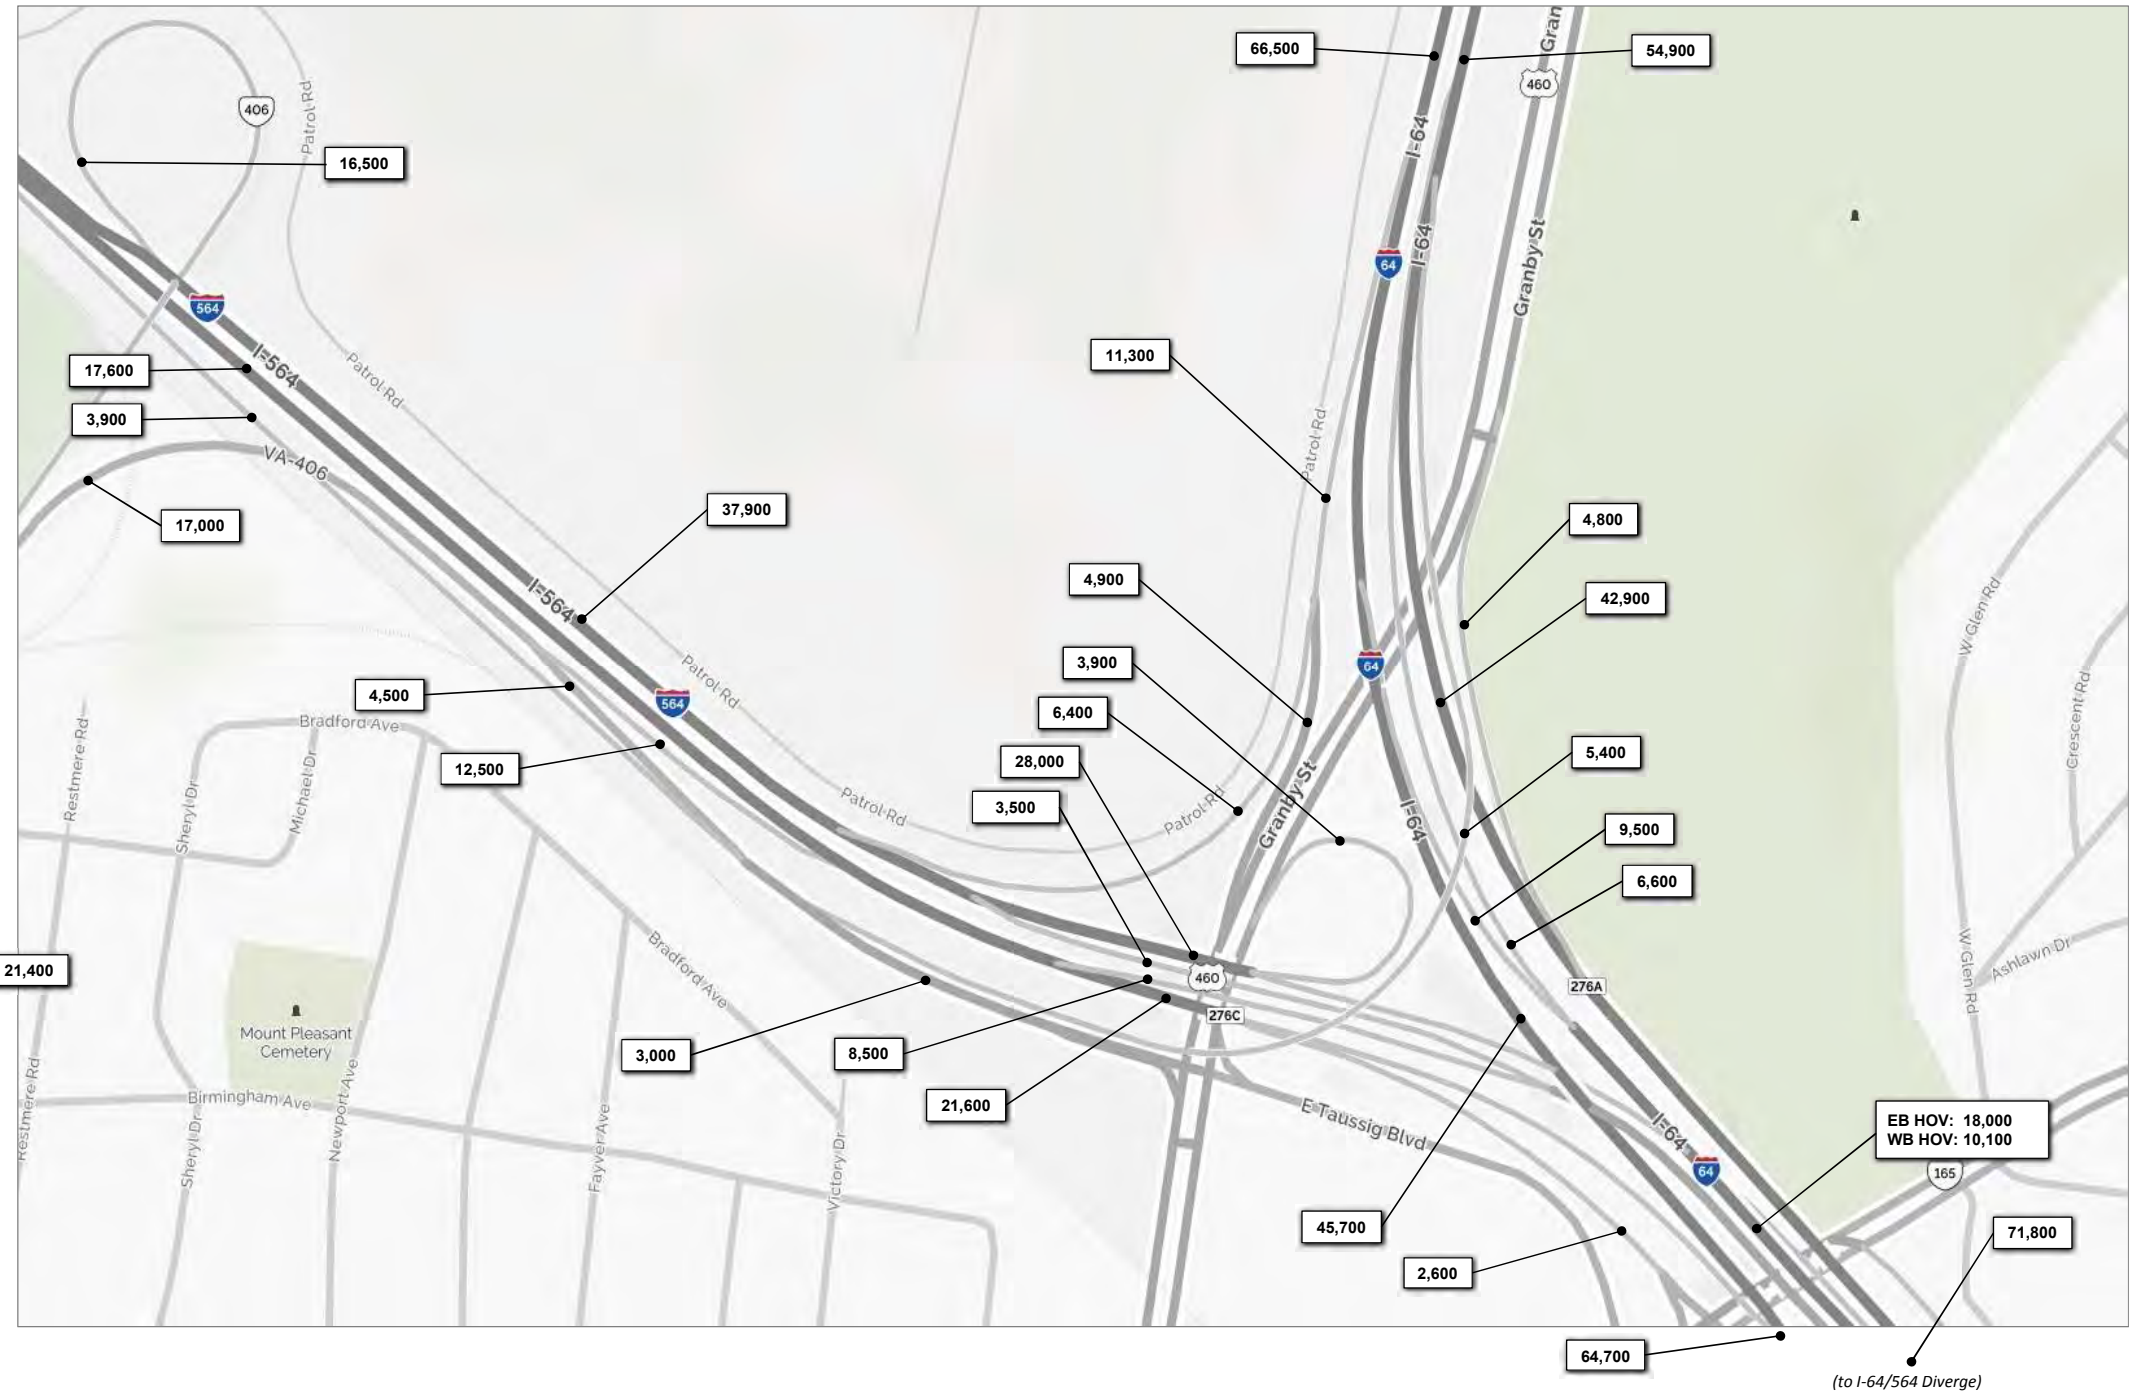 66,500
54,900
Gran
460
406
Patrol Rd
I-64
16,500
I-64
64
Granby St
564
I-564
17,600
Patrol Rd
11,300
3,900
VA-406
Patrol Rd
17,000
37,900
4,800
I-564
4,900
42,900
W Glen Rd
3,900
64
Patrol Rd
4,500
564
6,400
Crescent Rd
Bradford Ave
Restmere Rd
Michael Dr
Sheryl Dr
12,500
28,000
5,400
3,500
Patrol Rd
Patrol Rd
Granby St
I-64
9,500
6,600
21,400
Bradford Ave
460
W Glen Rd
Ashlawn Dr
276A
276C
Mount Pleasant
Cemetery
3,000
8,500
21,600
Restmere Rd
Birmingham Ave
Newport Ave
Sheryl Dr
Fayver Ave
Victory Dr
E Taussig Blvd
I-64
64
EB HOV: 18,000
WB HOV: 10,100
165
45,700
71,800
2,600
64,700
(to I-64/564 Diverge)